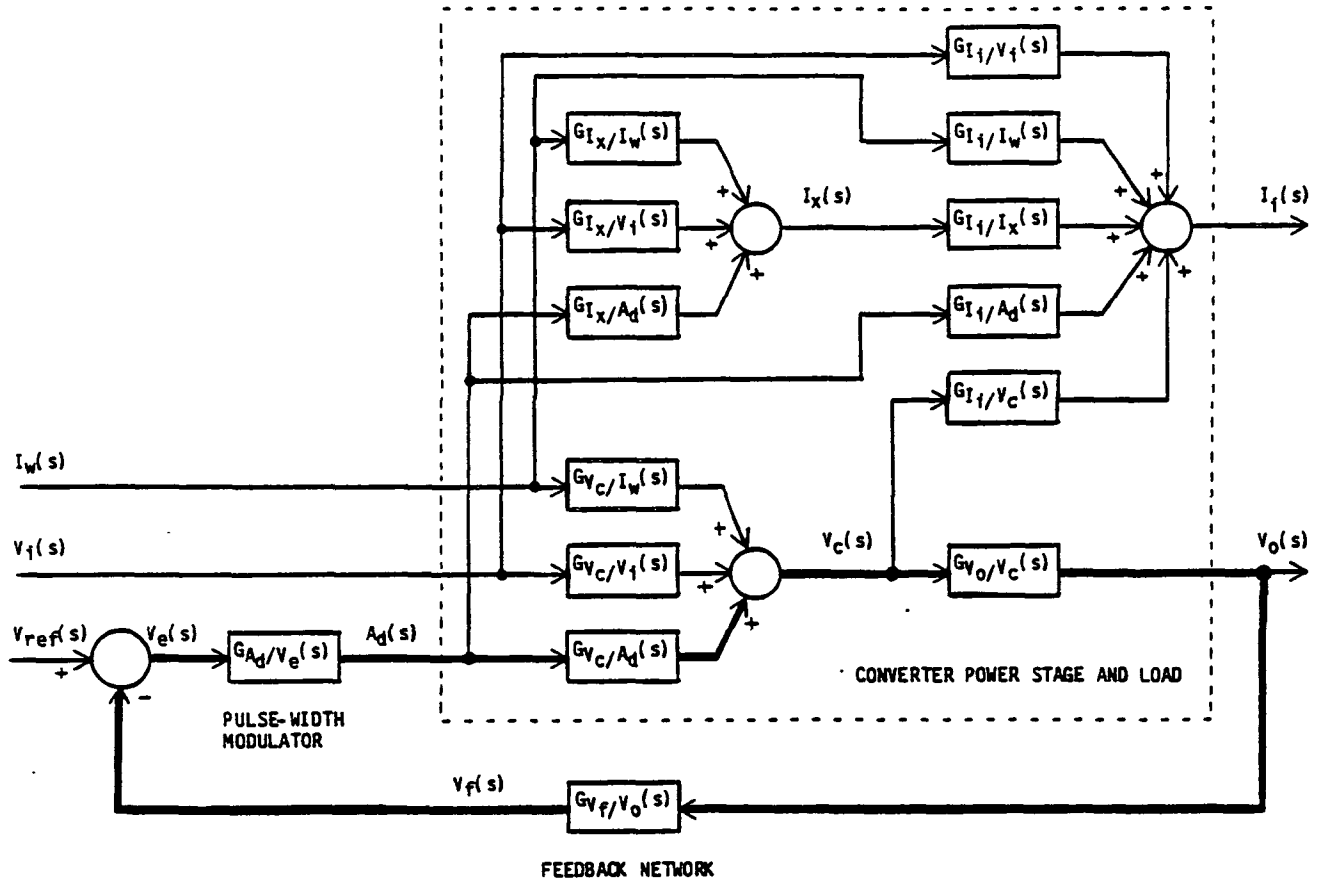 G_{I_i/V_i}(s)
G_{I_x/I_w}(s)
G_{I_i/I_w}(s)
+
+
+
I_x(s)
I_i(s)
G_{I_x/V_i}(s)
G_{I_i/I_x}(s)
+
+
+
+
+
G_{I_x/A_d}(s)
G_{I_i/A_d}(s)
G_{I_i/V_c}(s)
I_w(s)
G_{V_c/I_w}(s)
+
V_i(s)
V_c(s)
V_o(s)
G_{V_c/V_i}(s)
G_{V_o/V_c}(s)
+
+
V_{ref}(s)
V_e(s)
A_d(s)
G_{A_d/V_e}(s)
G_{V_c/A_d}(s)
+
-
CONVERTER POWER STAGE AND LOAD
PULSE-WIDTH
MODULATOR
V_f(s)
G_{V_f/V_o}(s)
FEEDBACK NETWORK